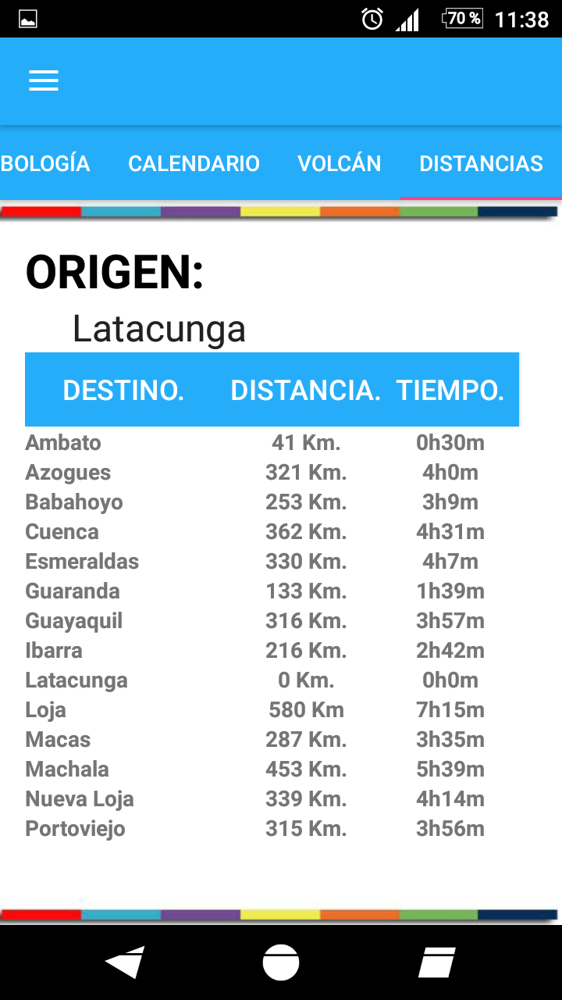 70 % 11:38
BOLOGÍA CALENDARIO VOLCÁN DISTANCIAS
ORIGEN:
Latacunga
DESTINO. DISTANCIA. TIEMPO.
Ambato 41 Km. 0h30m
Azogues 321 Km. 4h0m
Babahoyo 253 Km. 3h9m
Cuenca 362 Km. 4h31m
Esmeraldas 330 Km. 4h7m
Guaranda 133 Km. 1h39m
Guayaquil 316 Km. 3h57m
Ibarra 216 Km. 2h42m
Latacunga 0 Km. 0h0m
Loja 580 Km 7h15m
Macas 287 Km. 3h35m
Machala 453 Km. 5h39m
Nueva Loja 339 Km. 4h14m
Portoviejo 315 Km. 3h56m